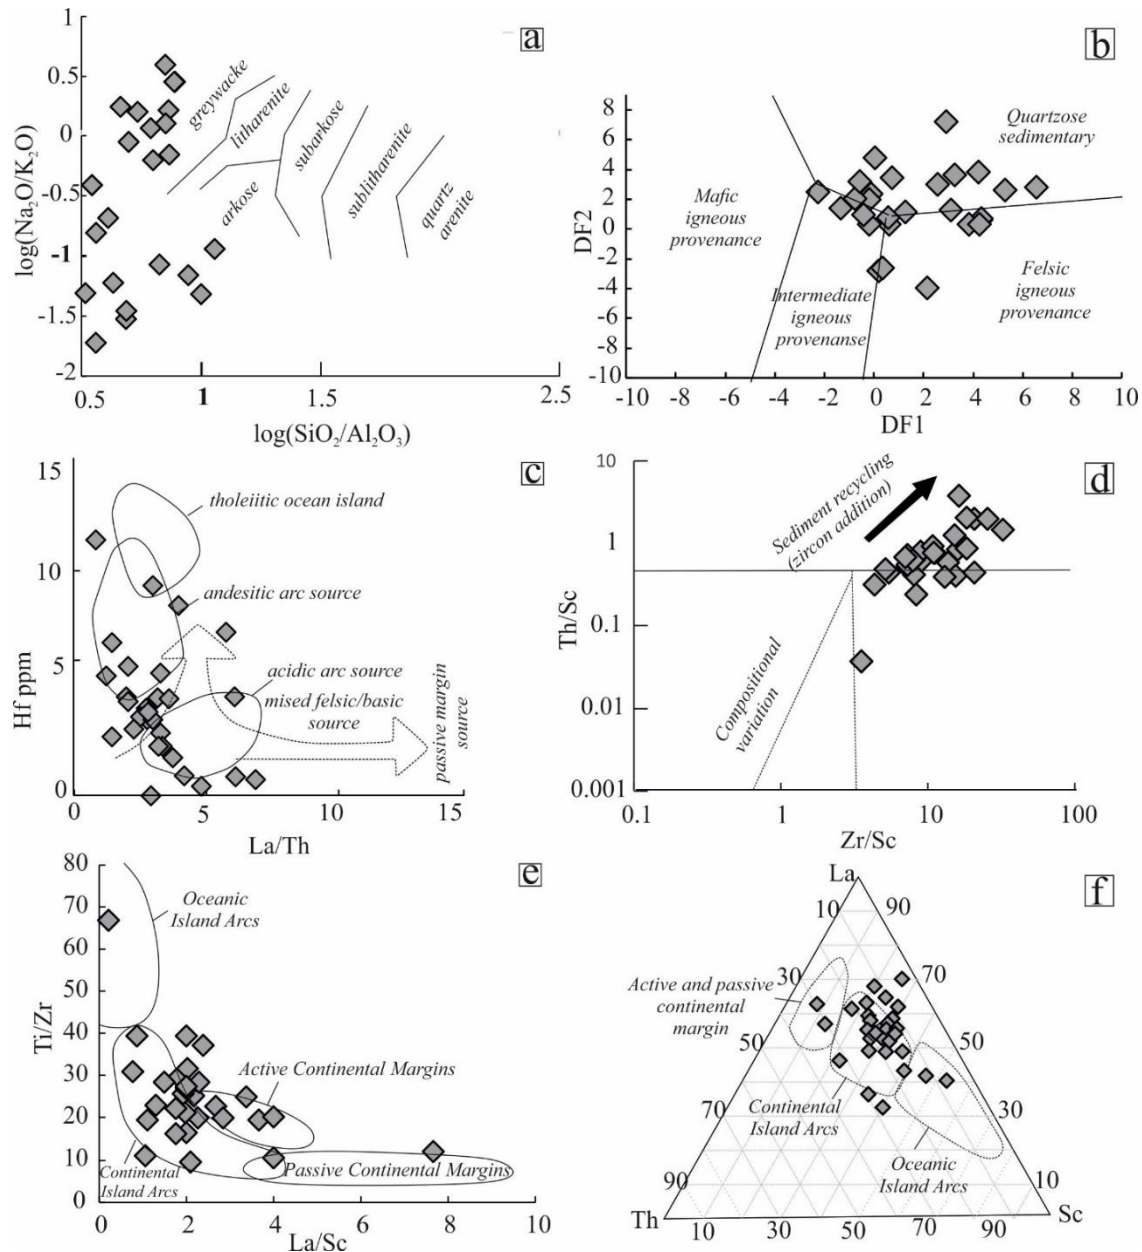 a
1
0.5
0
-0.5
-1
-1.5
-2
log(Na₂O/K₂O)
greywacke
litharenite
subarkose
arkose
sublitharenite
quartz
arenite
0.5
1
1.5
2.5
log(SiO₂/Al₂O₃)
b
8
6
4
2
0
-2
-4
-6
-8
-10
DF2
Quartzose
sedimentary
Mafic
igneous
provenance
Intermediate
igneous
provenanse
Felsic
igneous
provenance
-10
-8
-6
-4
-2
0
2
4
6
8
10
DF1
c
15
10
5
0
Hf ppm
tholeiitic ocean island
andesitic arc source
acidic arc source
mised felsic/basic
source
passive margin
source
0
5
10
15
La/Th
d
10
1
0.1
0.01
0.001
Th/Sc
Sediment recycling
(zircon addition)
Compositional
variation
0.1
1
10
100
Zr/Sc
e
80
70
60
50
40
30
20
10
0
Ti/Zr
Oceanic
Island Arcs
Active Continental Margins
Continental
Island Arcs
Passive Continental Margins
0
2
4
6
8
10
La/Sc
f
La
10
90
30
70
Active and passive
continental
margin
50
50
Continental
Island Arcs
70
30
Oceanic
Island Arcs
90
10
Th
Sc
10
30
50
70
90